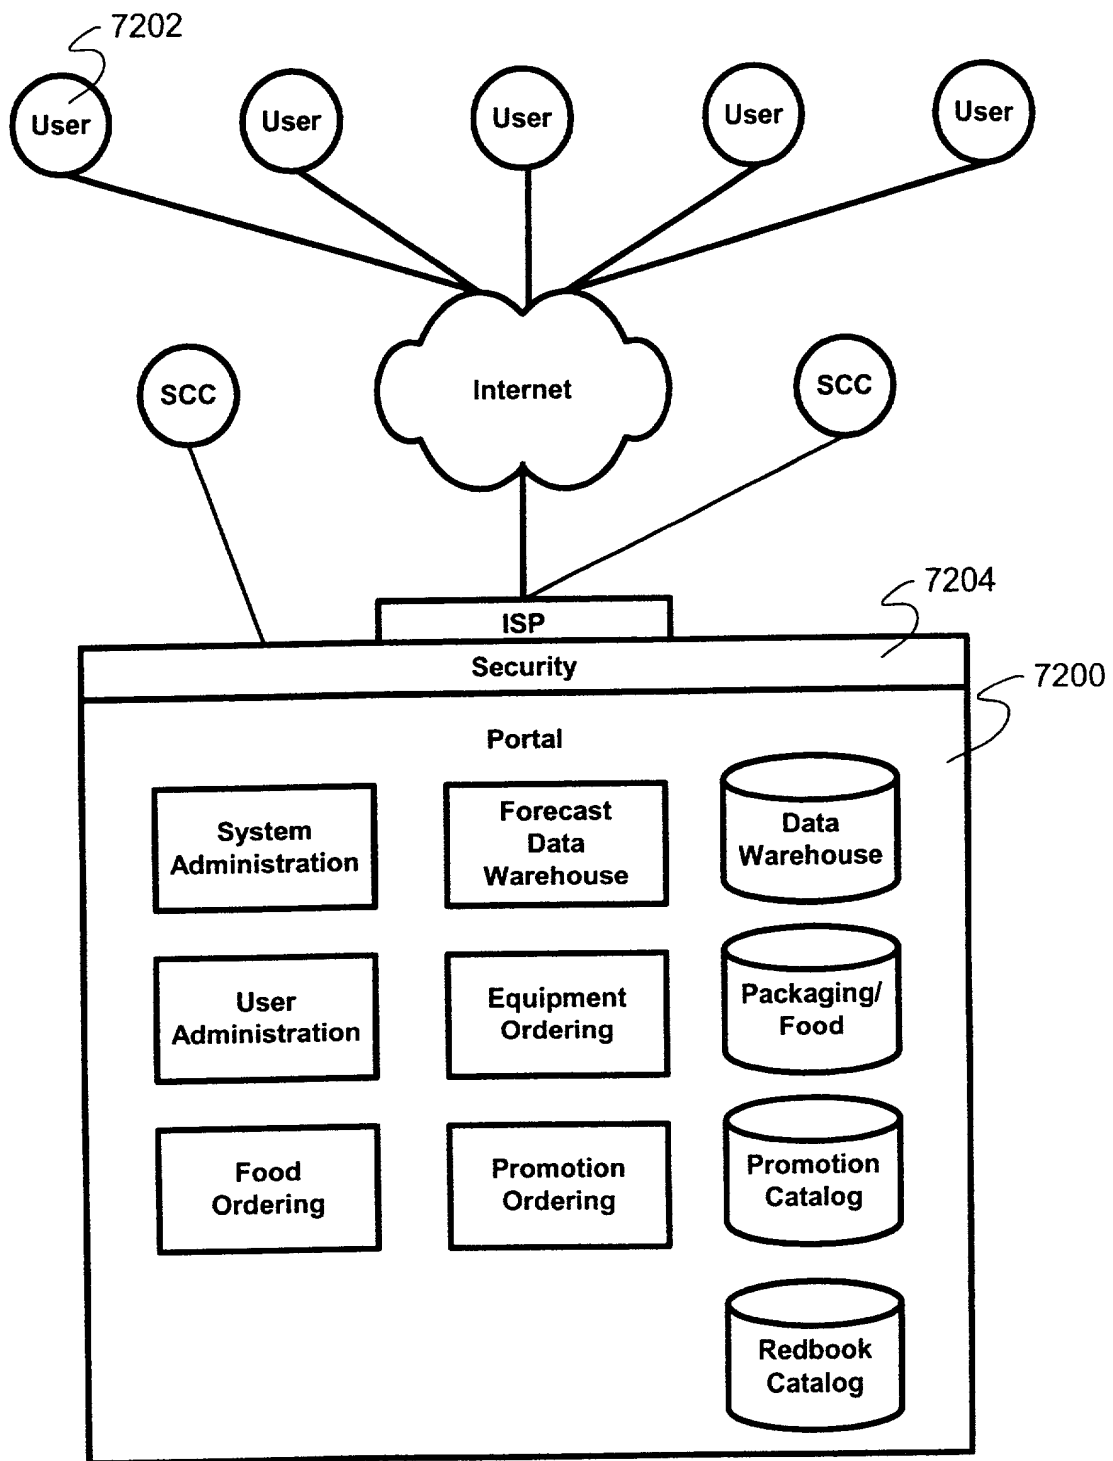 7202
User
User
User
User
User
Internet
SCC
SCC
7204
ISP
Security
7200
Portal
System
Administration
Forecast
Data
Warehouse
Data
Warehouse
User
Administration
Equipment
Ordering
Packaging/
Food
Food
Ordering
Promotion
Ordering
Promotion
Catalog
Redbook
Catalog